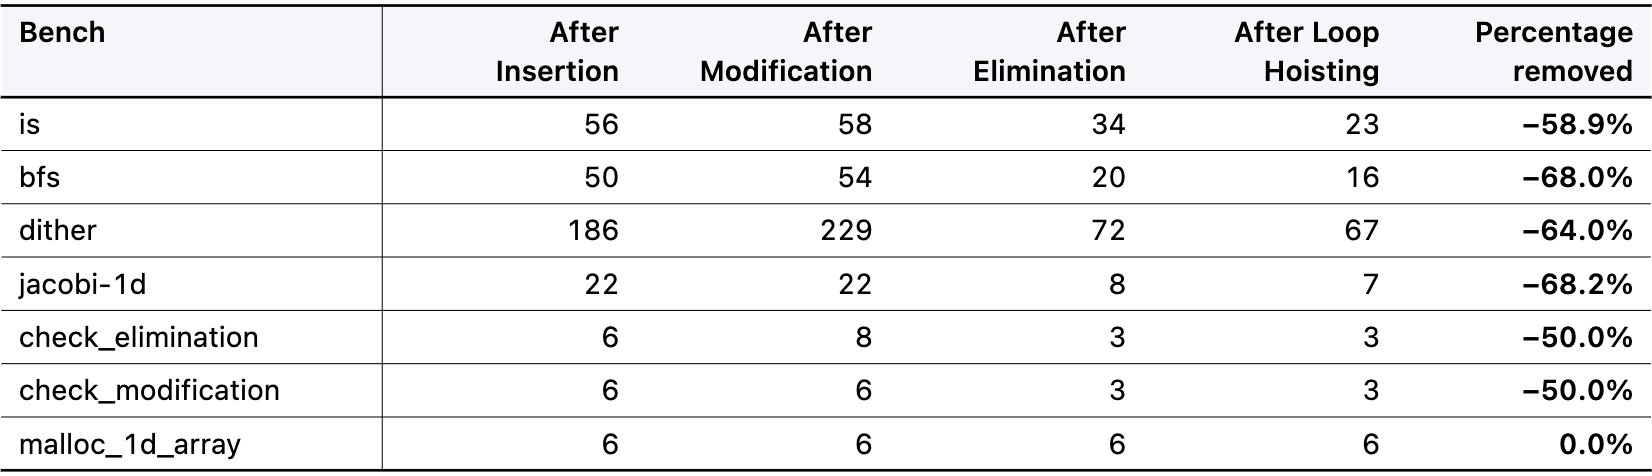 Bench After Insertion After Modification After Elimination After Loop Hoisting Percentage removed
is 56 58 34 23 −58.9%
bfs 50 54 20 16 −68.0%
dither 186 229 72 67 −64.0%
jacobi-1d 22 22 8 7 −68.2%
check_elimination 6 8 3 3 −50.0%
check_modification 6 6 3 3 −50.0%
malloc_1d_array 6 6 6 6 0.0%